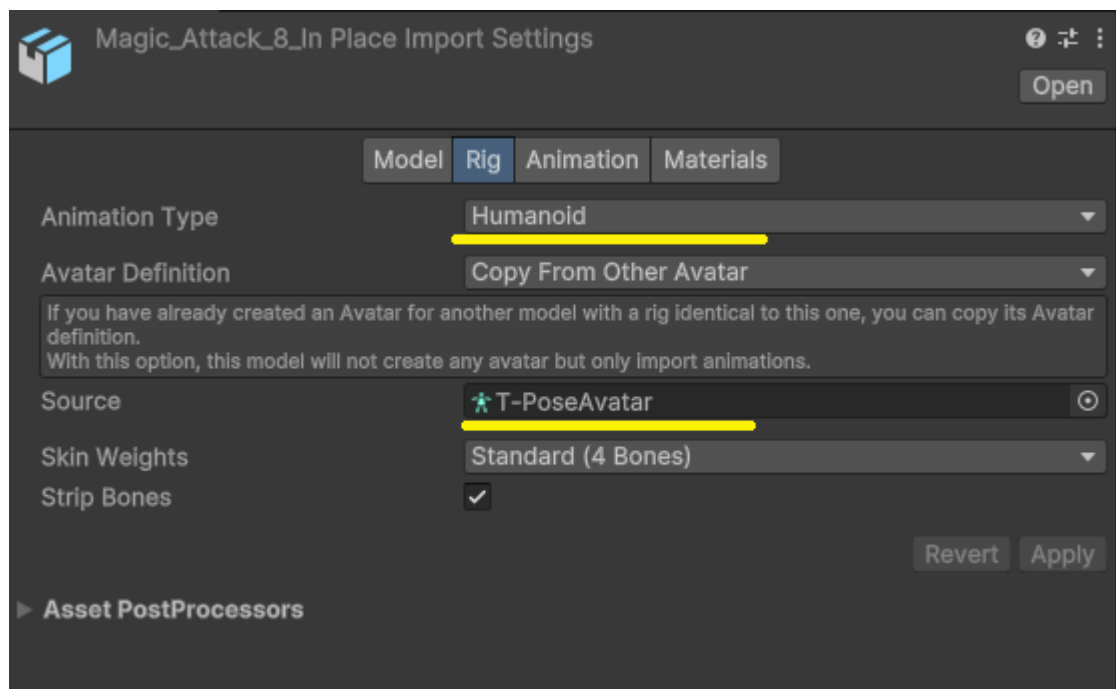 Magic_Attack_8_In Place Import Settings
Open
Model Rig Animation Materials
Animation Type Humanoid
Avatar Definition Copy From Other Avatar
If you have already created an Avatar for another model with a rig identical to this one, you can copy its Avatar
definition.
With this option, this model will not create any avatar but only import animations.
Source T-PoseAvatar
Skin Weights Standard (4 Bones)
Strip Bones
Revert Apply
Asset PostProcessors